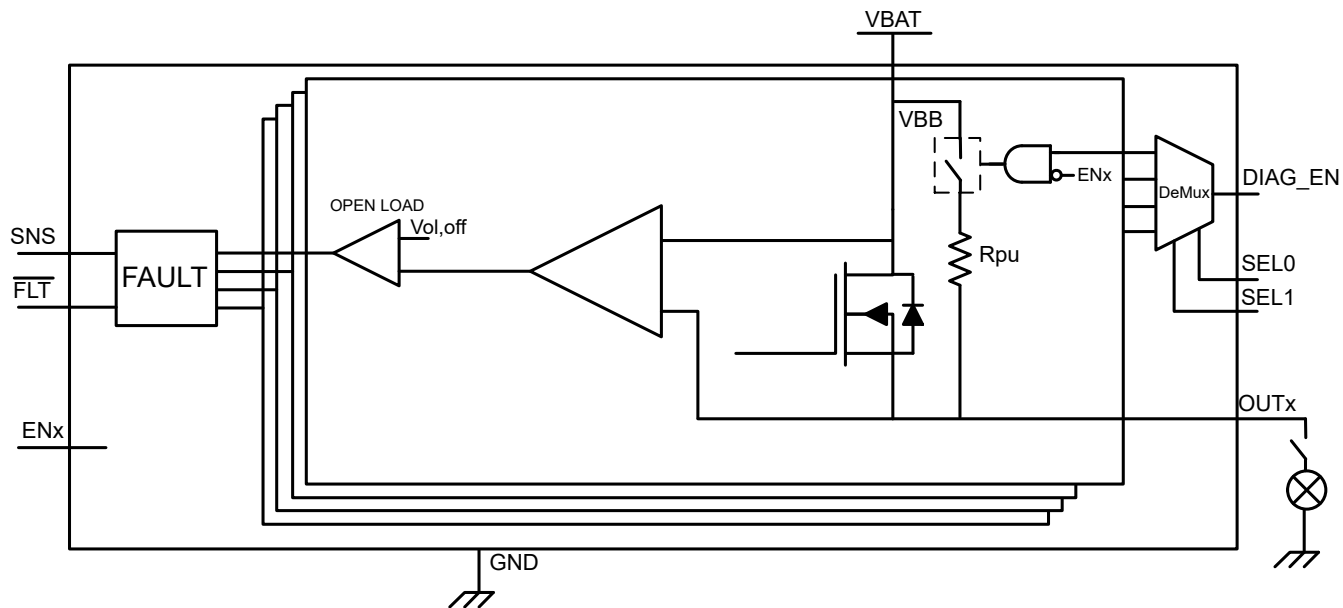 VBAT
VBB
ENx
DeMux
DIAG_EN
OPEN LOAD
Vol,off
SNS
FAULT
FLT
Rpu
SEL0
SEL1
OUTx
ENx
GND